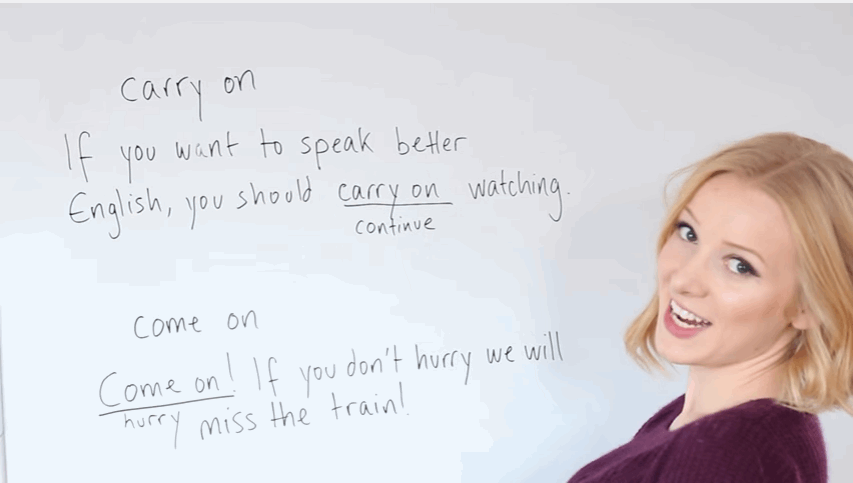 carry on
If you want to speak better
English, you should carry on watching.
continue
come on
Come on! If you don't hurry we will
hurry miss the train!